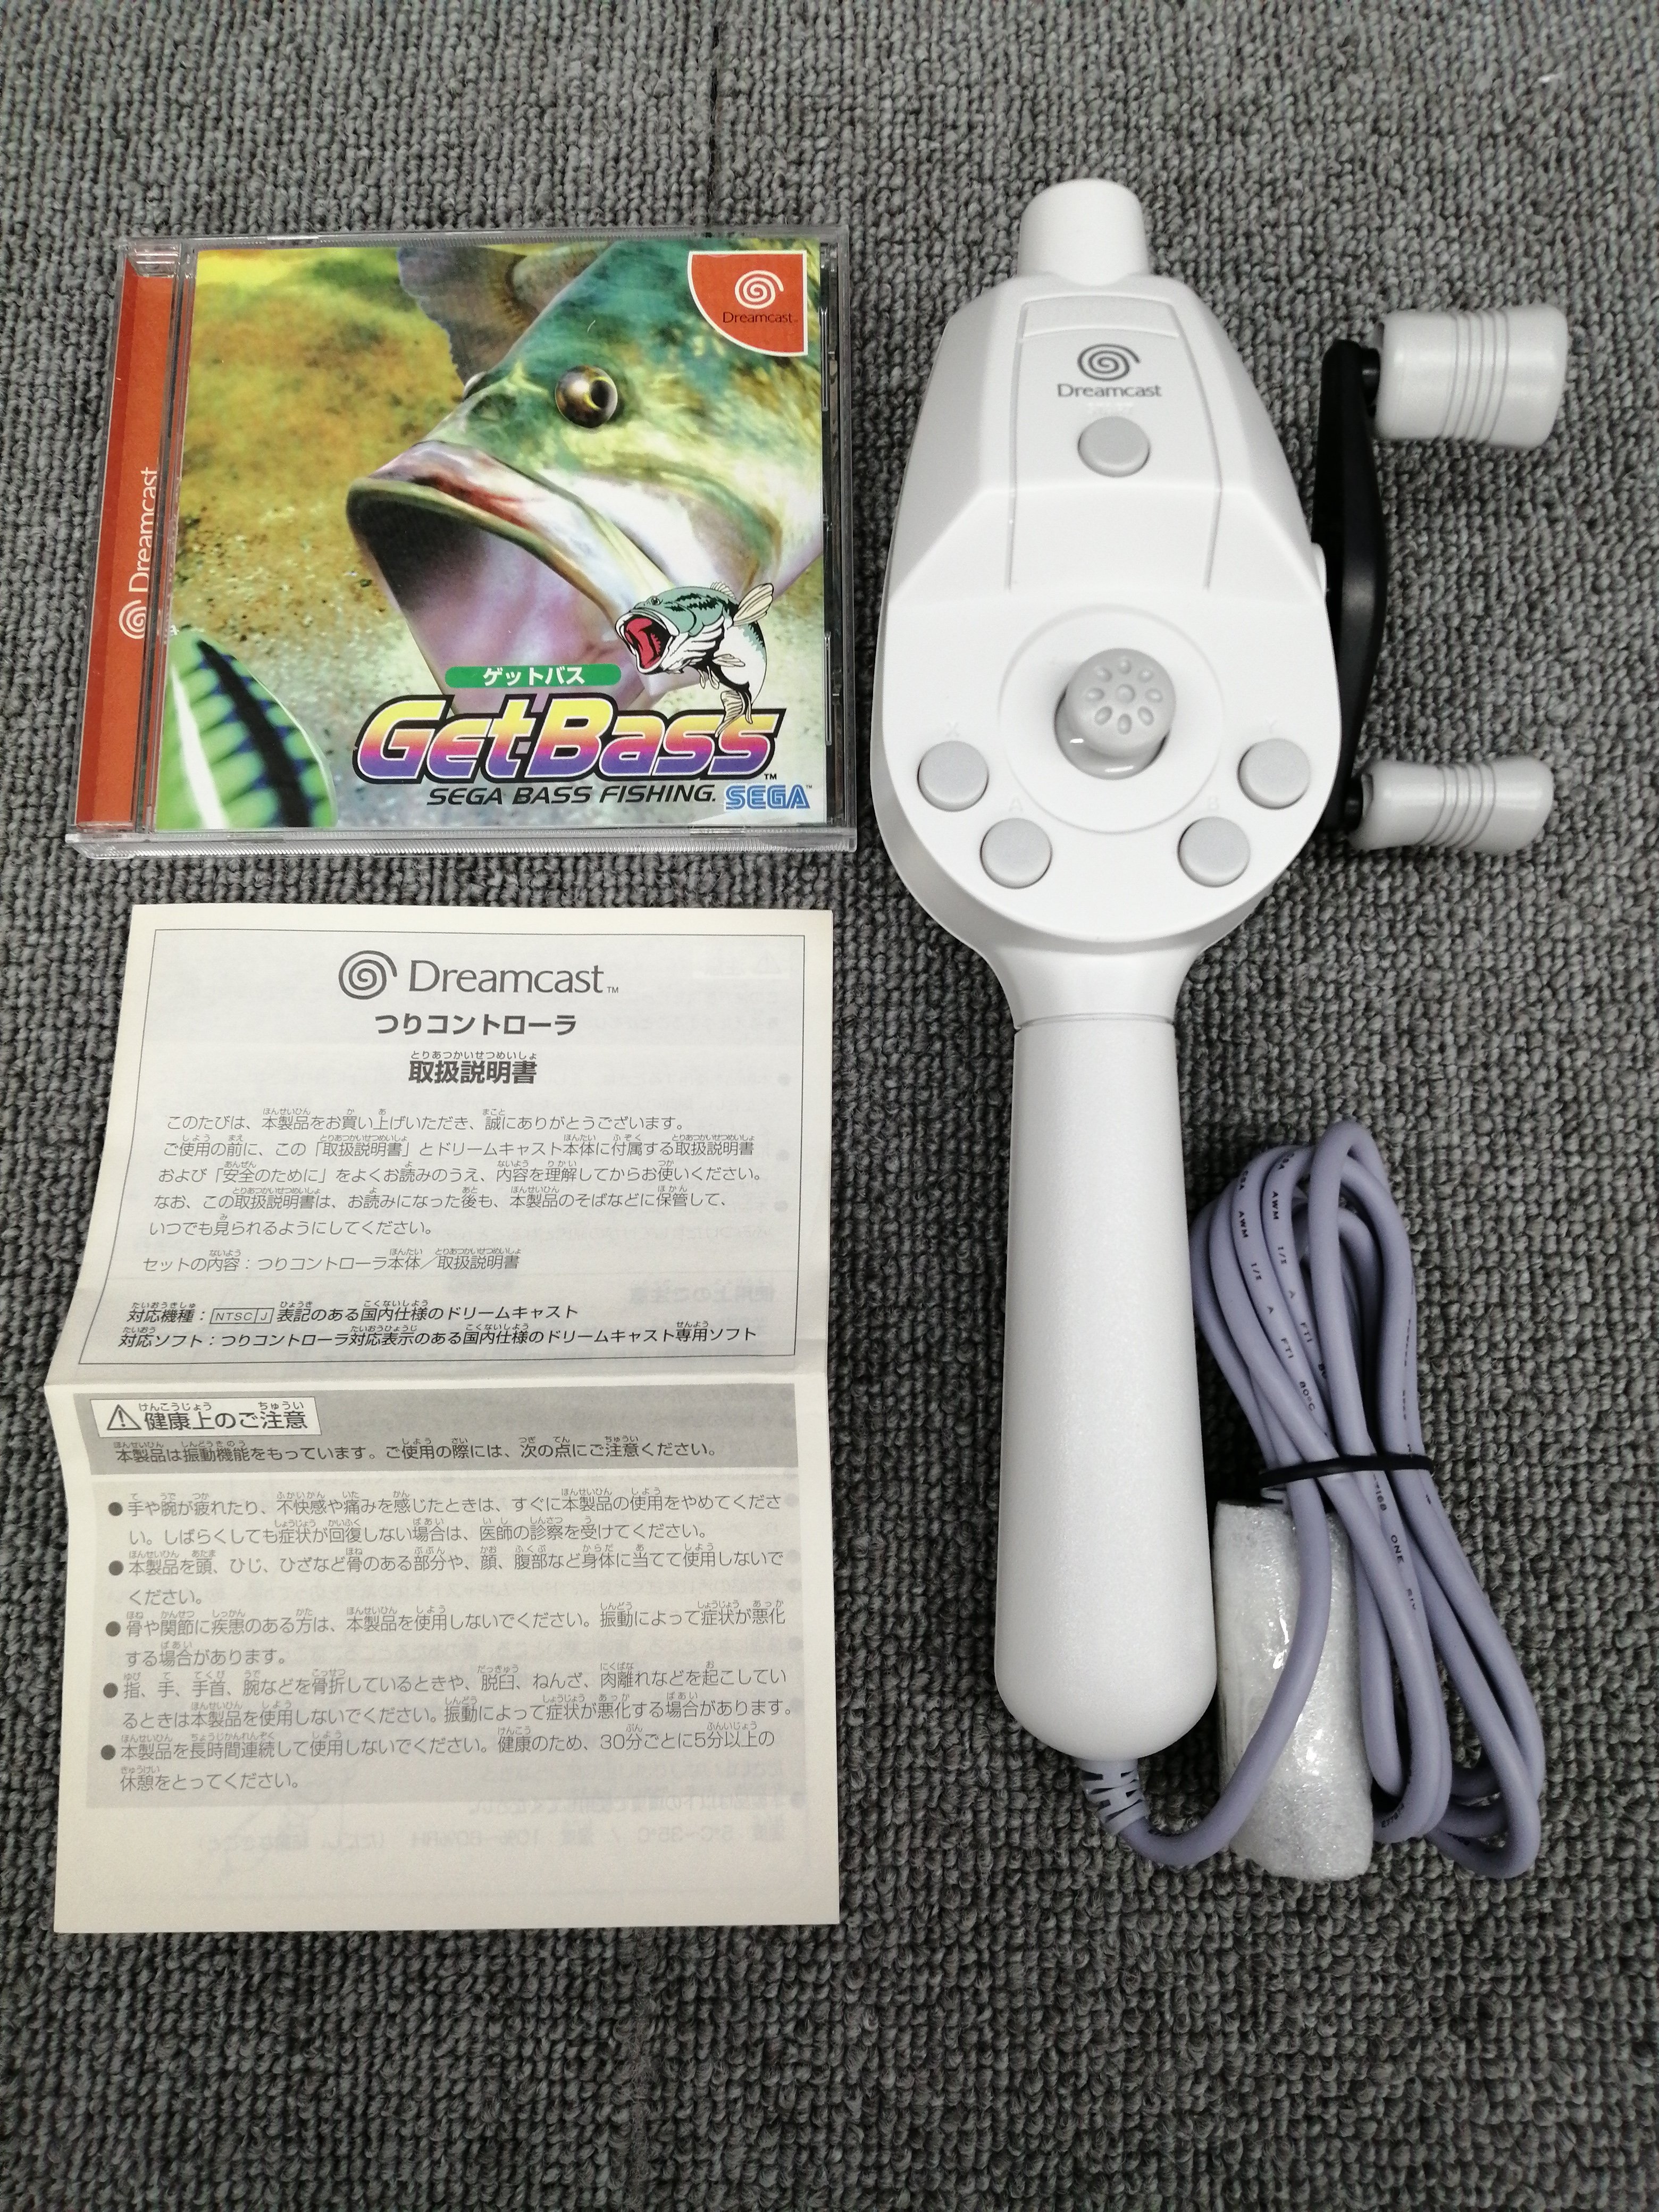 Dreamcast
Dreamcast
ゲットバス
GetBass™
SEGA BASS FISHING.
SEGA
Dreamcast
X
Y
A
B
Dreamcast™
つりコントローラ
とりあつかいせつめいしょ
取扱説明書
このたびは、本製品をお買い上げいただき、誠にありがとうございます。
ご使用の前に、この「取扱説明書」とドリームキャスト本体に付属する取扱説明書
および「安全のために」をよくお読みのうえ、内容を理解してからお使いください。
なお、この取扱説明書は、お読みになった後も、本製品のそばなどに保管して、
いつでも見られるようにしてください。
セットの内容：つりコントローラ本体／取扱説明書
対応機種：NTSC J 表記のある国内仕様のドリームキャスト
対応ソフト：つりコントローラ対応表示のある国内仕様のドリームキャスト専用ソフト
けんこうじょう ちゅうい
健康上のご注意
本製品は振動機能をもっています。ご使用の際には、次の点にご注意ください。
●手や腕が疲れたり、不快感や痛みを感じたときは、すぐに本製品の使用をやめてくださ
い。しばらくしても症状が回復しない場合は、医師の診察を受けてください。
●本製品を頭、ひじ、ひざなど骨のある部分や、顔、腹部など身体に当てて使用しないで
ください。
●骨や関節に疾患のある方は、本製品を使用しないでください。振動によって症状が悪化
する場合があります。
●指、手、手首、腕などを骨折しているときや、脱臼、ねんざ、肉離れなどを起こしてい
るときは本製品を使用しないでください。振動によって症状が悪化する場合があります。
●本製品を長時間連続して使用しないでください。健康のため、30分ごとに5分以上の
休憩をとってください。